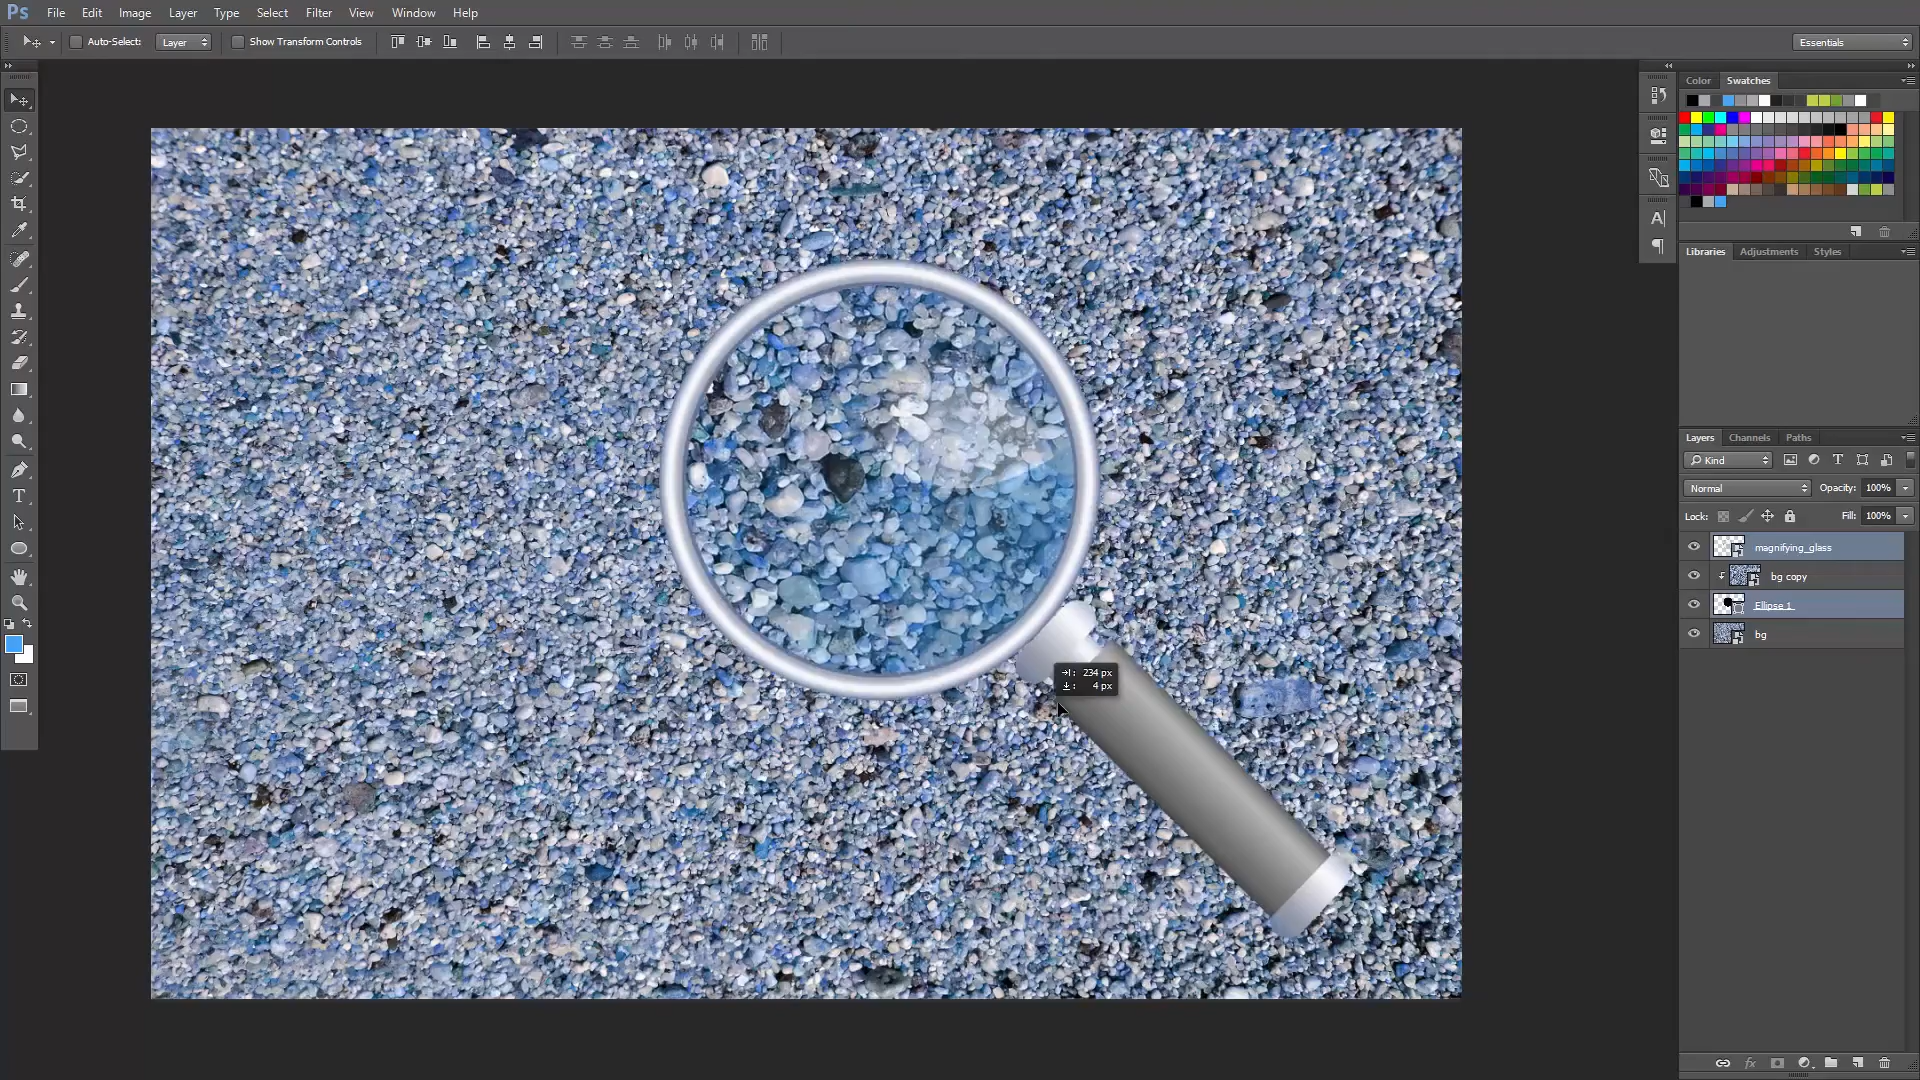 Ps File Edit Image Layer Type Select Filter View Window Help
Auto-Select: Layer Show Transform Controls Essentials
Color Swatches
Libraries Adjustments Styles
Layers Channels Paths
Kind
Normal Opacity: 100%
Lock: Fill: 100%
magnifying_glass
bg copy
Ellipse 1
bg
234 px
4 px